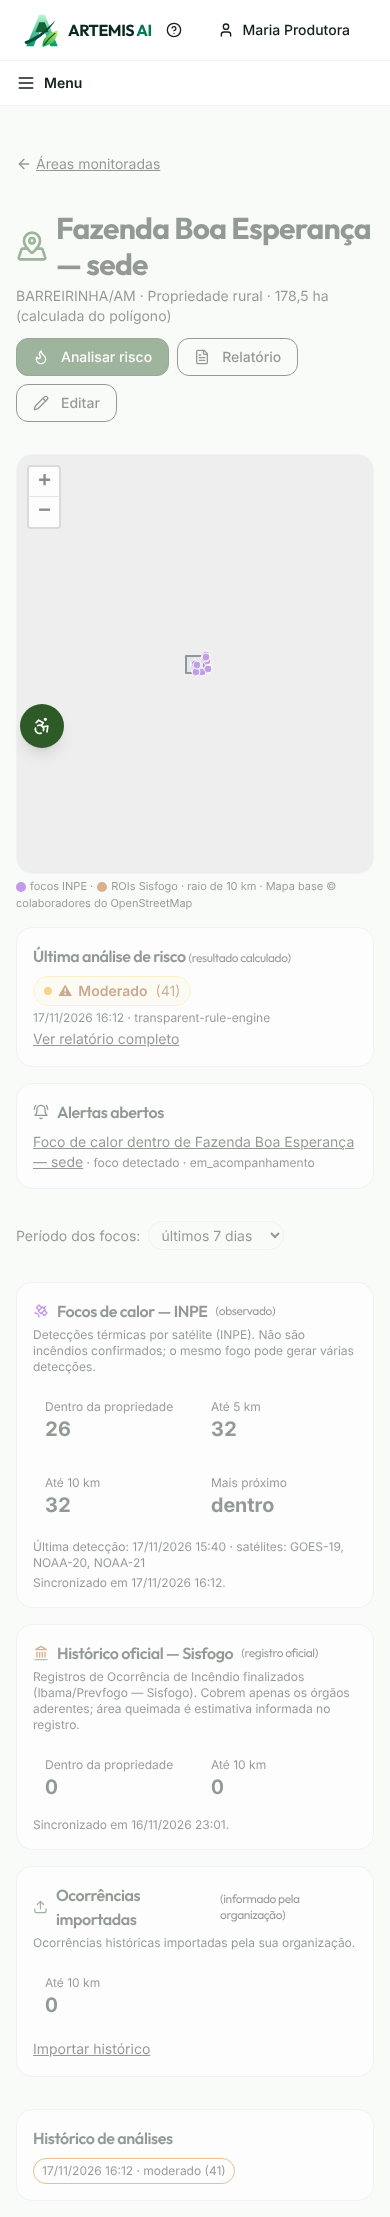 ARTEMIS AI
Maria Produtora
Menu
Áreas monitoradas
Fazenda Boa Esperança
— sede
BARREIRINHA/AM · Propriedade rural · 178,5 ha
(calculada do polígono)
Analisar risco
Relatório
Editar
+
−
focos INPE · ROIs Sisfogo · raio de 10 km · Mapa base ©
colaboradores do OpenStreetMap
Última análise de risco (resultado calculado)
Moderado (41)
17/11/2026 16:12 · transparent-rule-engine
Ver relatório completo
Alertas abertos
Foco de calor dentro de Fazenda Boa Esperança
— sede · foco detectado · em_acompanhamento
Período dos focos: últimos 7 dias
Focos de calor — INPE (observado)
Detecções térmicas por satélite (INPE). Não são
incêndios confirmados; o mesmo fogo pode gerar várias
detecções.
Dentro da propriedade
26
Até 5 km
32
Até 10 km
32
Mais próximo
dentro
Última detecção: 17/11/2026 15:40 · satélites: GOES-19,
NOAA-20, NOAA-21
Sincronizado em 17/11/2026 16:12.
Histórico oficial — Sisfogo (registro oficial)
Registros de Ocorrência de Incêndio finalizados
(Ibama/Prevfogo — Sisfogo). Cobrem apenas os órgãos
aderentes; área queimada é estimativa informada no
registro.
Dentro da propriedade
0
Até 10 km
0
Sincronizado em 16/11/2026 23:01.
Ocorrências
importadas
(informado pela
organização)
Ocorrências históricas importadas pela sua organização.
Até 10 km
0
Importar histórico
Histórico de análises
17/11/2026 16:12 · moderado (41)